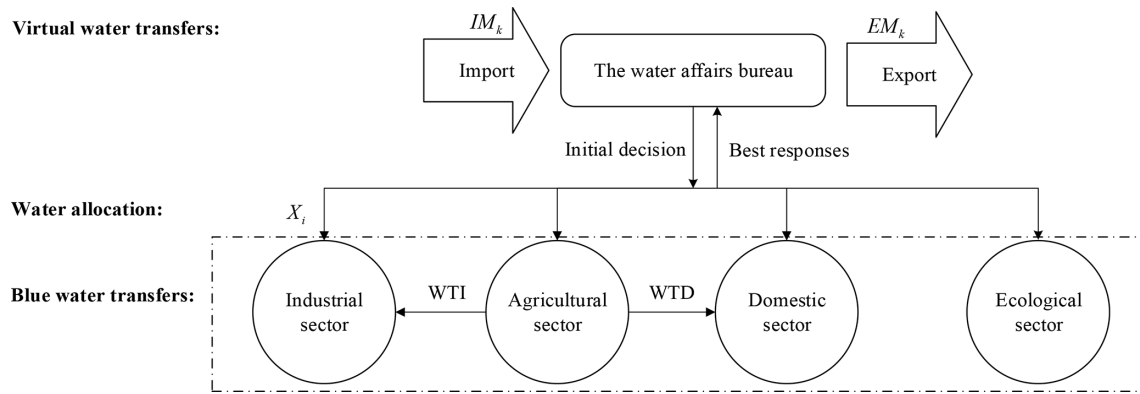 Virtual water transfers:
IM_k
EM_k
Import
The water affairs bureau
Export
Initial decision
Best responses
Water allocation:
X_i
Blue water transfers:
Industrial
sector
WTI
Agricultural
sector
WTD
Domestic
sector
Ecological
sector